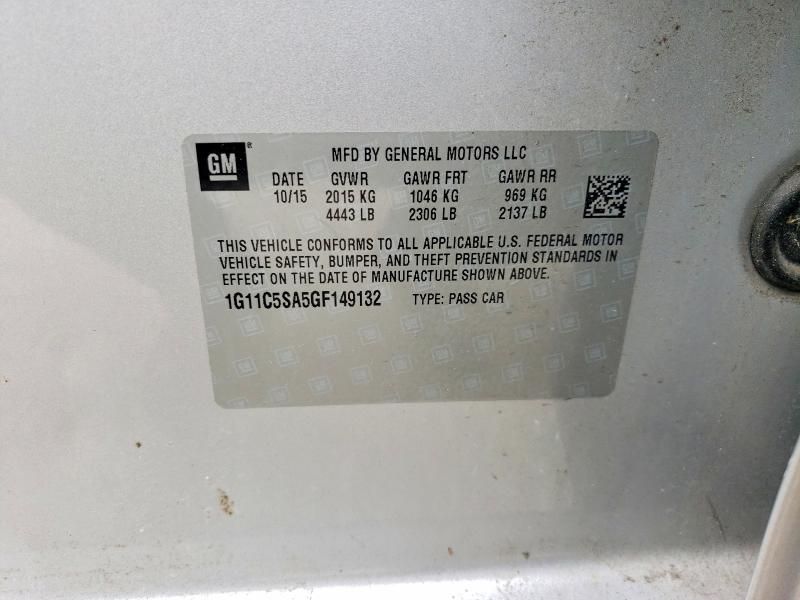 GM ®
MFD BY GENERAL MOTORS LLC
DATE GVWR GAWR FRT GAWR RR
10/15 2015 KG 1046 KG 969 KG
4443 LB 2306 LB 2137 LB
THIS VEHICLE CONFORMS TO ALL APPLICABLE U.S. FEDERAL MOTOR
VEHICLE SAFETY, BUMPER, AND THEFT PREVENTION STANDARDS IN
EFFECT ON THE DATE OF MANUFACTURE SHOWN ABOVE.
1G11C5SA5GF149132 TYPE: PASS CAR